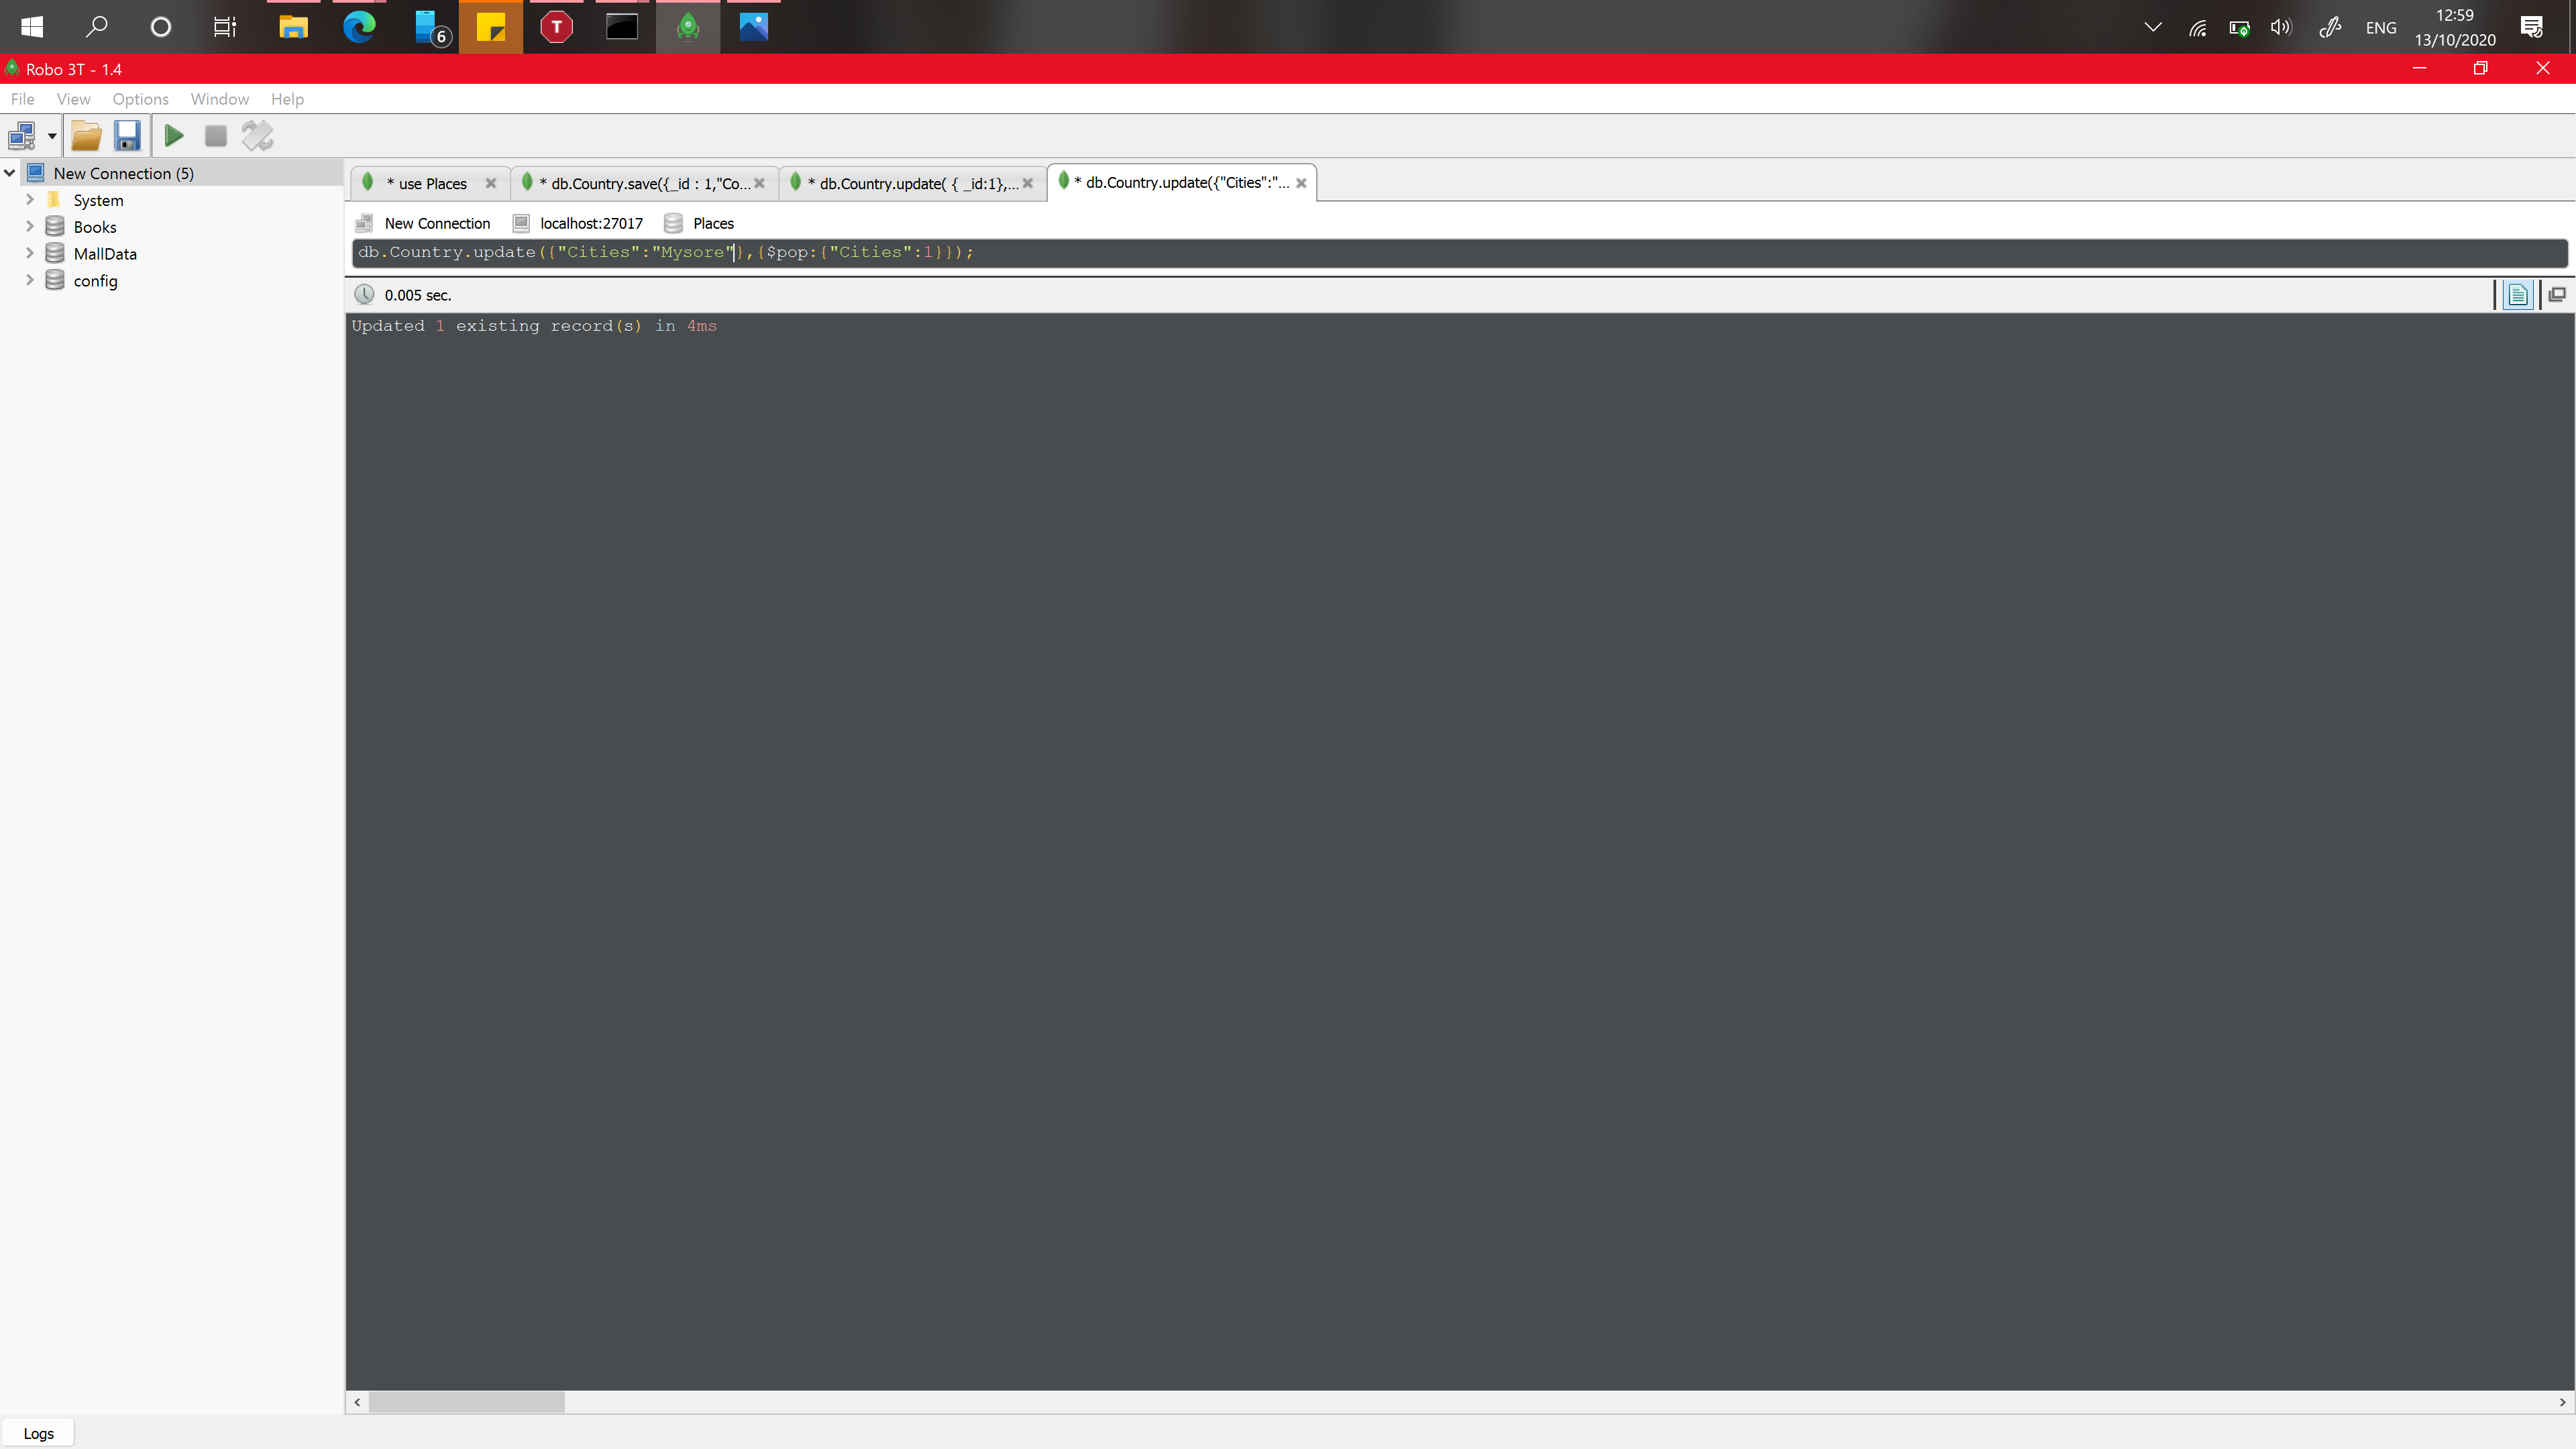 6
T
ENG
12:59
13/10/2020
Robo 3T - 1.4
File View Options Window Help
New Connection (5)
System
Books
MallData
config
* use Places
* db.Country.save({_id : 1,"Co...
* db.Country.update( { _id:1},...
* db.Country.update({"Cities":"...
New Connection localhost:27017 Places
db.Country.update({"Cities":"Mysore"},{$pop:{"Cities":1}});
0.005 sec.
Updated 1 existing record(s) in 4ms
Logs